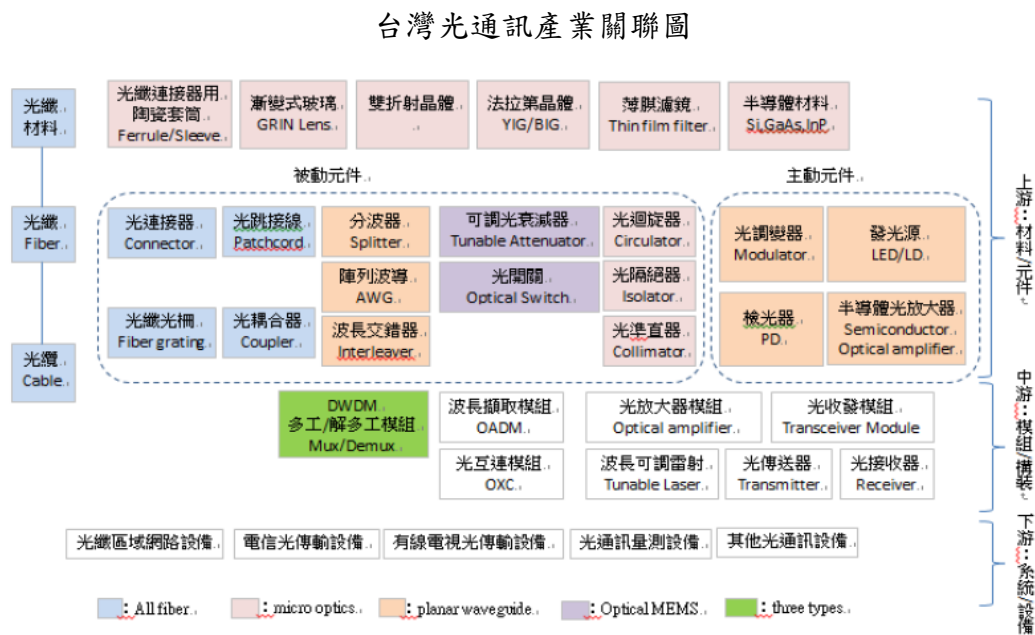 台灣光通訊產業關聯圖
光纖
材料
光纖連接器用
陶瓷套筒
Ferrule/Sleeve
漸變式玻璃
GRIN Lens
雙折射晶體
法拉第晶體
YIG/BIG
薄膜濾鏡
Thin film filter
半導體材料
Si,GaAs,InP
被動元件
主動元件
光纖
Fiber
光連接器
Connector
光跳接線
Patchcord
分波器
Splitter
可調光衰減器
Tunable Attenuator
光迴旋器
Circulator
光調變器
Modulator
發光源
LED/LD
陣列波導
AWG
光開關
Optical Switch
光隔絕器
Isolator
光纖光柵
Fiber grating
光耦合器
Coupler
波長交錯器
Interleaver
光準直器
Collimator
檢光器
PD
半導體光放大器
Semiconductor
Optical amplifier
光纜
Cable
上游：材料/元件
DWDM
多工/解多工模組
Mux/Demux
波長擷取模組
OADM
光放大器模組
Optical amplifier
光收發模組
Transceiver Module
光互連模組
OXC
波長可調雷射
Tunable Laser
光傳送器
Transmitter
光接收器
Receiver
中游：模組/構裝
光纖區域網路設備
電信光傳輸設備
有線電視光傳輸設備
光通訊量測設備
其他光通訊設備
下游：系統/設備
：All fiber
：micro optics
：planar waveguide
：Optical MEMS
：three types